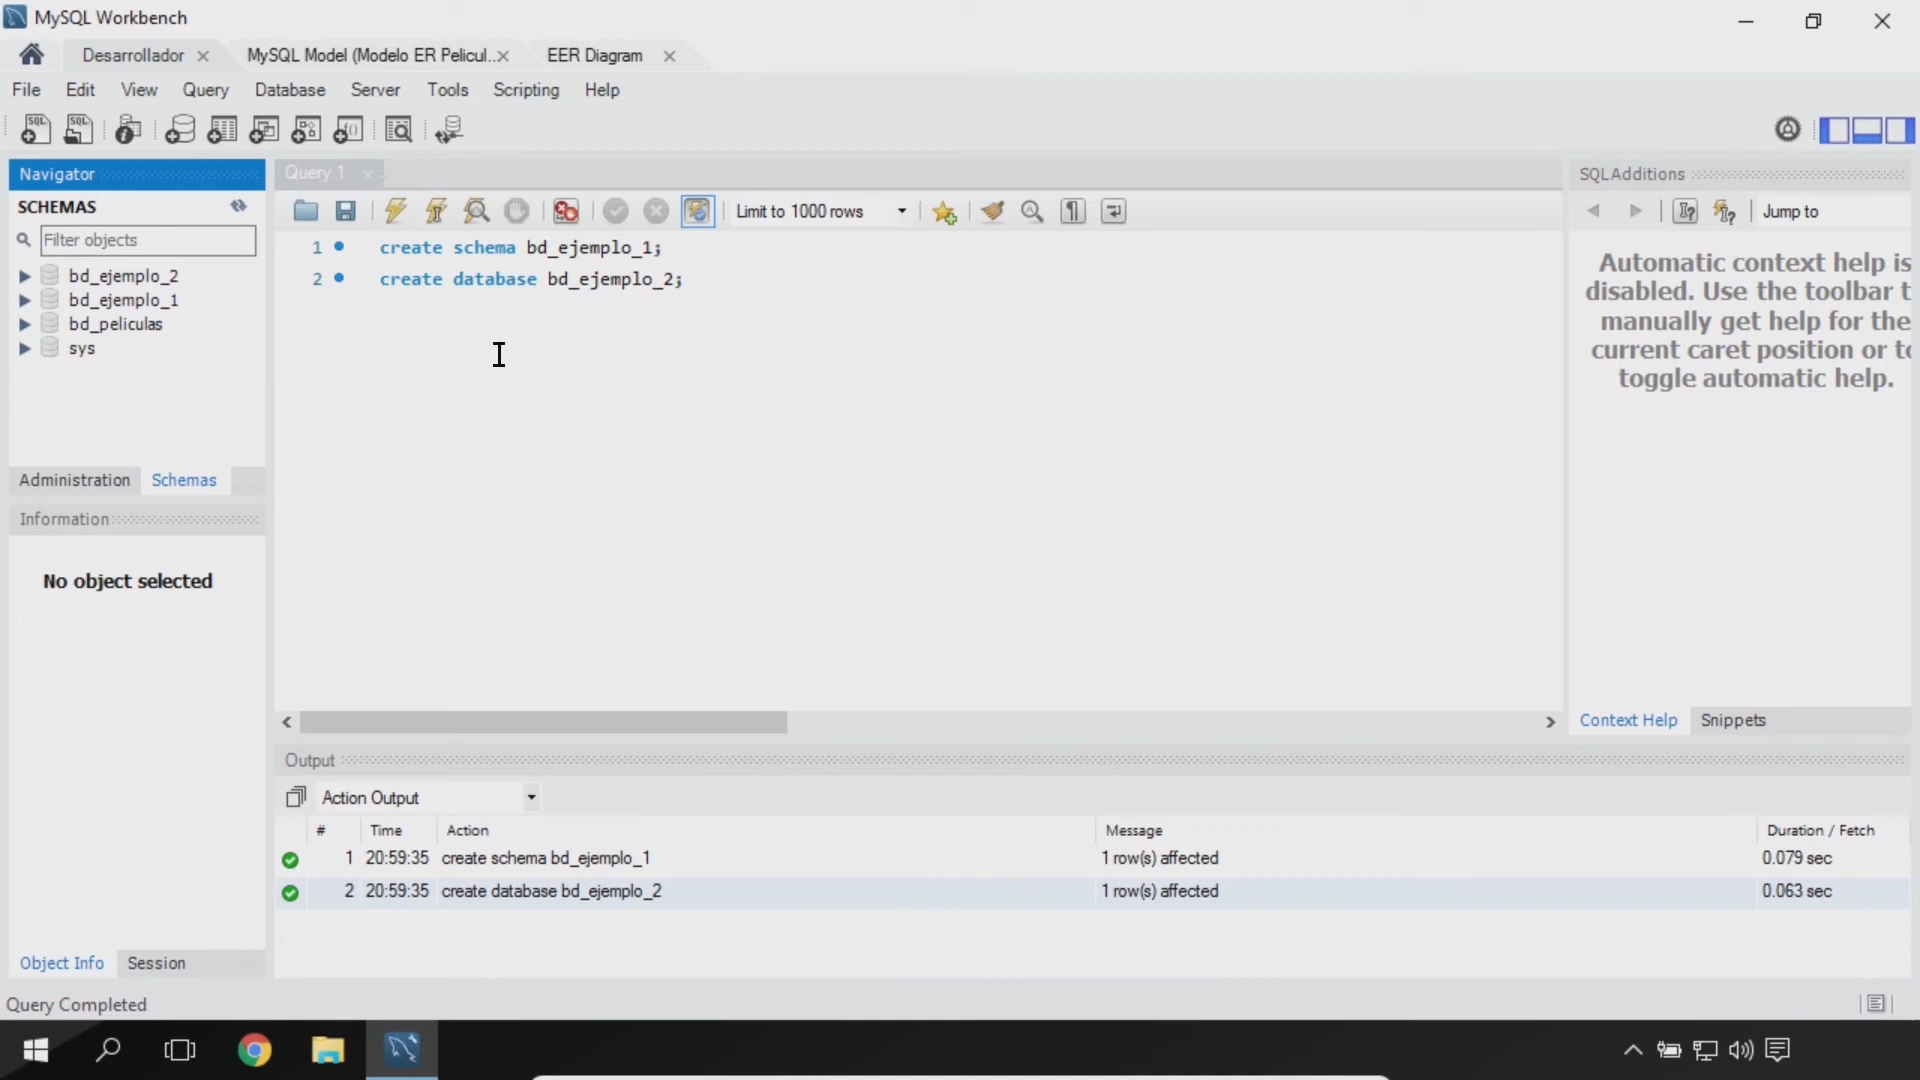 MySQL Workbench
Desarrollador
MySQL Model (Modelo ER Pelicul..
EER Diagram
File Edit View Query Database Server Tools Scripting Help
Navigator
SCHEMAS
Filter objects
bd_ejemplo_2
bd_ejemplo_1
bd_peliculas
sys
Administration Schemas
Information
No object selected
Object Info Session
Query 1
Limit to 1000 rows
1 create schema bd_ejemplo_1;
2 create database bd_ejemplo_2;
SQLAdditions
Jump to
Automatic context help is
disabled. Use the toolbar t
manually get help for the
current caret position or to
toggle automatic help.
Context Help Snippets
Output
Action Output
# Time Action Message Duration / Fetch
1 20:59:35 create schema bd_ejemplo_1 1 row(s) affected 0.079 sec
2 20:59:35 create database bd_ejemplo_2 1 row(s) affected 0.063 sec
Query Completed